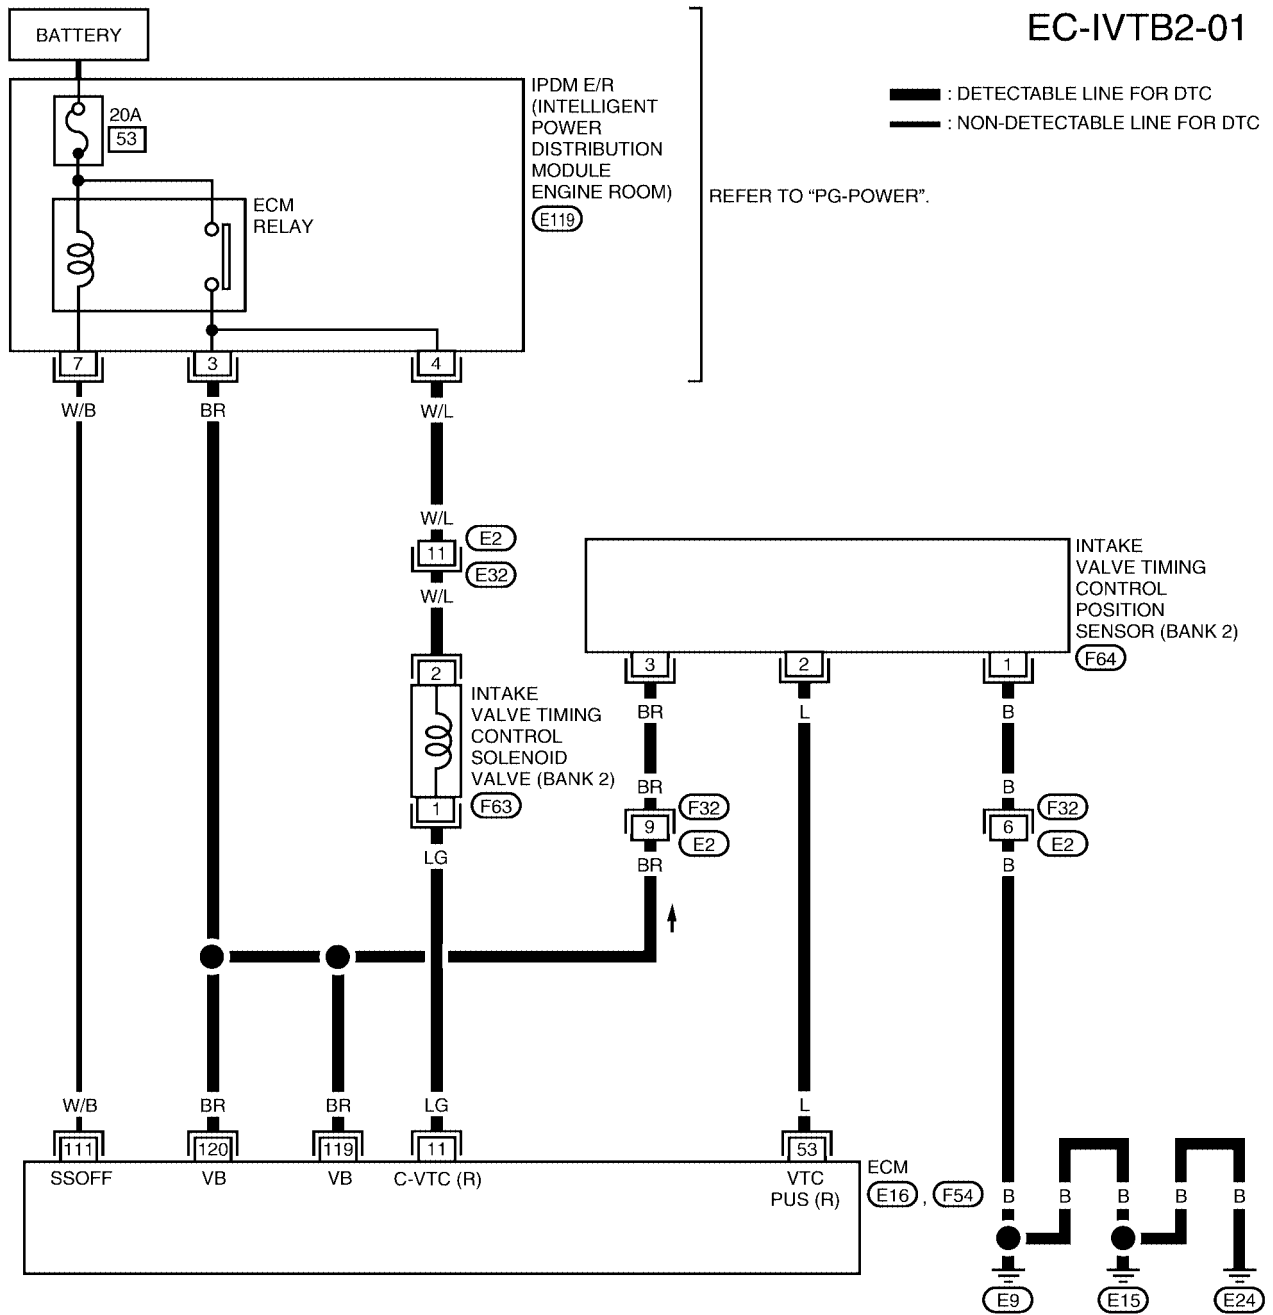 EC-IVTB2-01
BATTERY
: DETECTABLE LINE FOR DTC
: NON-DETECTABLE LINE FOR DTC
20A
53
IPDM E/R
(INTELLIGENT
POWER
DISTRIBUTION
MODULE
ENGINE ROOM)
E119
REFER TO “PG-POWER”.
ECM
RELAY
7
3
4
W/B
BR
W/L
W/L
11
E2
E32
W/L
2
INTAKE
VALVE TIMING
CONTROL
SOLENOID
VALVE (BANK 2)
1
F63
LG
INTAKE
VALVE TIMING
CONTROL
POSITION
SENSOR (BANK 2)
F64
3
2
1
BR
L
B
BR
B
9
F32
E2
6
F32
E2
BR
B
W/B
BR
BR
LG
L
111
120
119
11
53
SSOFF
VB
VB
C-VTC (R)
VTC
PUS (R)
ECM
E16 , F54
B
B
B
B
B
E9
E15
E24